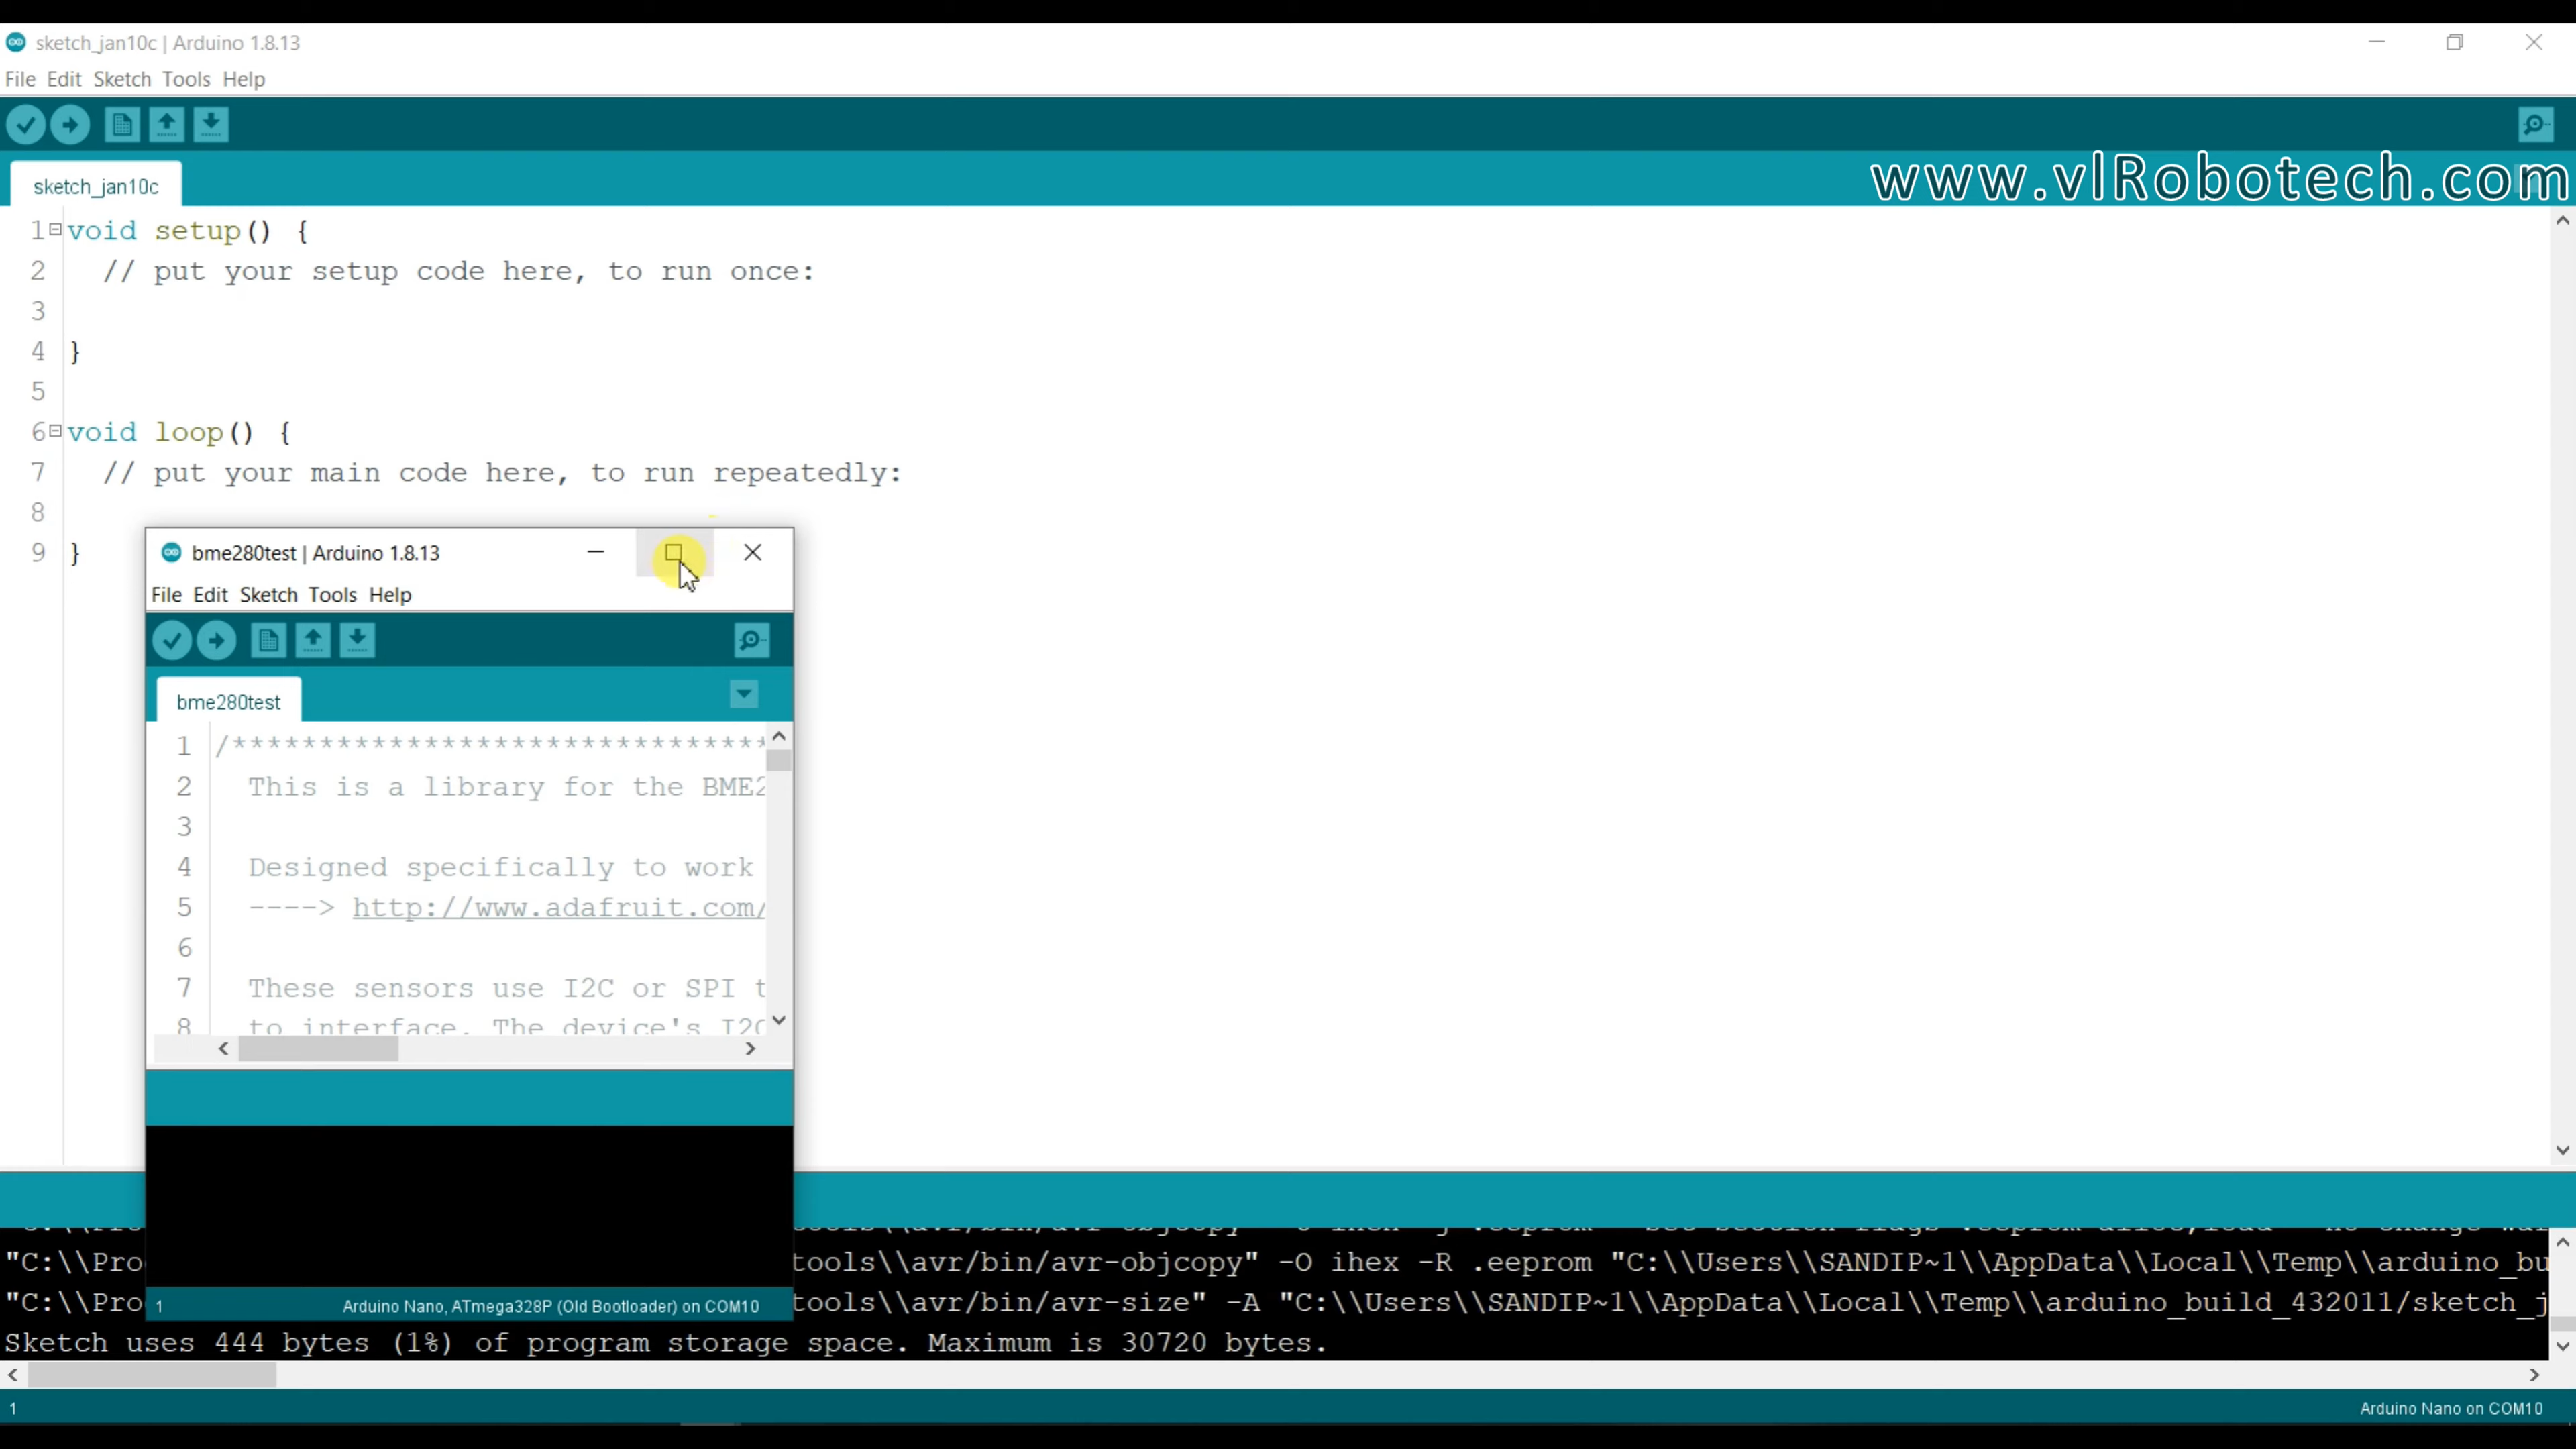 sketch_jan10c | Arduino 1.8.13
File Edit Sketch Tools Help
www.vlRobotech.com
sketch_jan10c
1 void setup() {
2 // put your setup code here, to run once:
3
4 }
5
6 void loop() {
7 // put your main code here, to run repeatedly:
8
9 }
bme280test | Arduino 1.8.13
File Edit Sketch Tools Help
bme280test
1 /*******************************
2 This is a library for the BME2
3
4 Designed specifically to work
5 ----> http://www.adafruit.com/
6
7 These sensors use I2C or SPI t
8 to interface. The device's I2C
1 Arduino Nano, ATmega328P (Old Bootloader) on COM10
"C:\\Pro tools\\avr/bin/avr-objcopy" -O ihex -R .eeprom "C:\\Users\\SANDIP~1\\AppData\\Local\\Temp\\arduino_bu
"C:\\Pro tools\\avr/bin/avr-size" -A "C:\\Users\\SANDIP~1\\AppData\\Local\\Temp\\arduino_build_432011/sketch_j
Sketch uses 444 bytes (1%) of program storage space. Maximum is 30720 bytes.
1 Arduino Nano on COM10